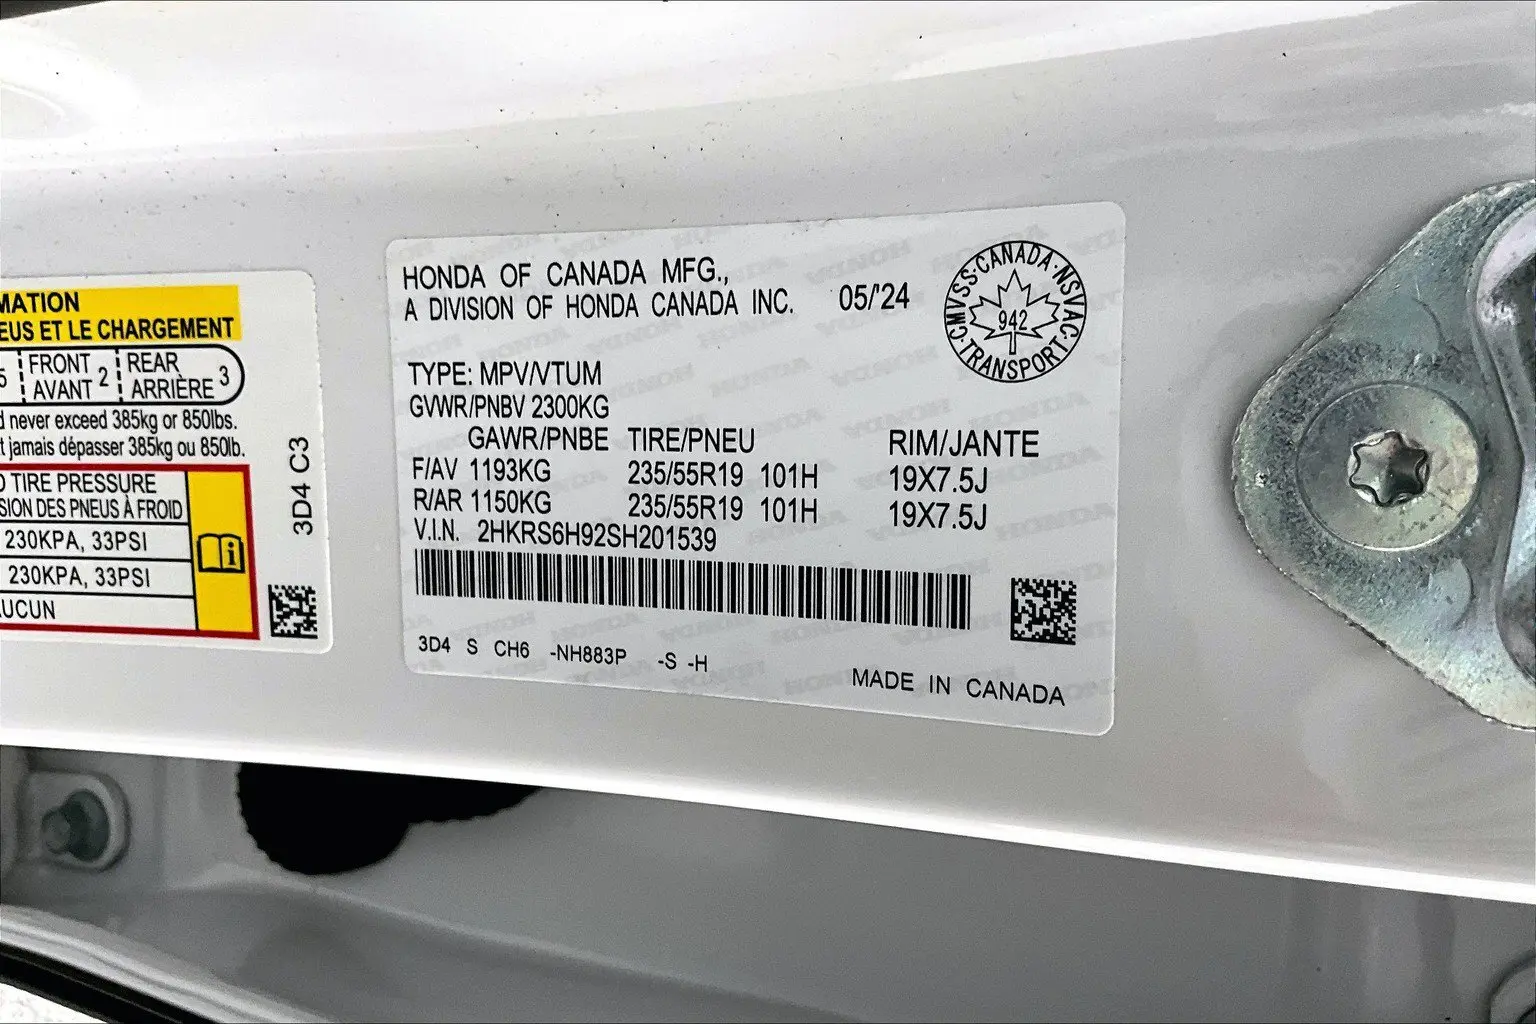 MATION
EUS ET LE CHARGEMENT
5 FRONT AVANT 2 REAR ARRIÈRE 3
d never exceed 385kg or 850lbs.
t jamais dépasser 385kg ou 850lb.
D TIRE PRESSURE
SION DES PNEUS À FROID
230KPA, 33PSI
230KPA, 33PSI
AUCUN
3D4 C3
HONDA OF CANADA MFG.,
A DIVISION OF HONDA CANADA INC. 05/'24
CMVSS·CANADA·NSVAC·TRANSPORT·
942
TYPE: MPV/VTUM
GVWR/PNBV 2300KG
GAWR/PNBE TIRE/PNEU RIM/JANTE
F/AV 1193KG 235/55R19 101H 19X7.5J
R/AR 1150KG 235/55R19 101H 19X7.5J
V.I.N. 2HKRS6H92SH201539
3D4 S CH6 -NH883P -S -H
MADE IN CANADA